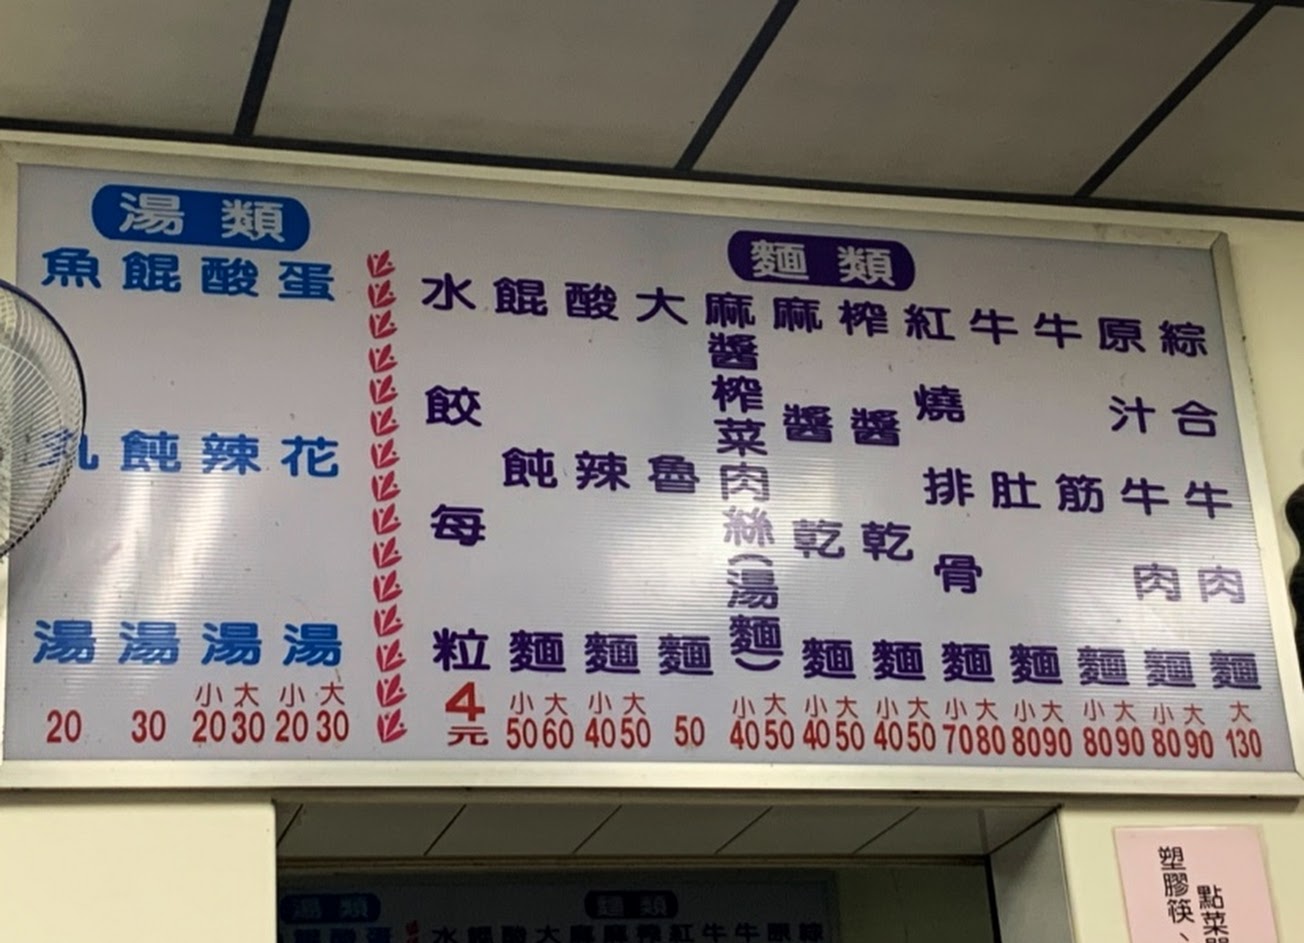 麵類
綜合牛肉麵 大130
原汁牛肉麵 小80 大90
牛筋麵 小80 大90
牛肚麵 小80 大90
紅燒排骨麵 小70 大80
榨醬乾麵 小40 大50
麻醬乾麵 小40 大50
麻醬榨菜肉絲(湯麵) 小40 大50
大魯麵 50
酸辣麵 小40 大50
餛飩麵 小50 大60
水餃每粒 4元
湯類
蛋花湯 小20 大30
酸辣湯 小20 大30
餛飩湯 30
魚丸湯 20
點菜
塑膠筷、